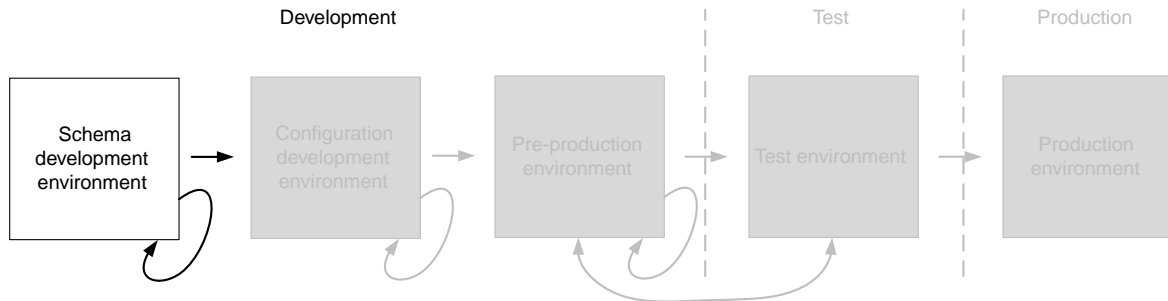 Development
Test
Production
Schema
development
environment
Configuration
development
environment
Pre-production
environment
Test environment
Production
environment